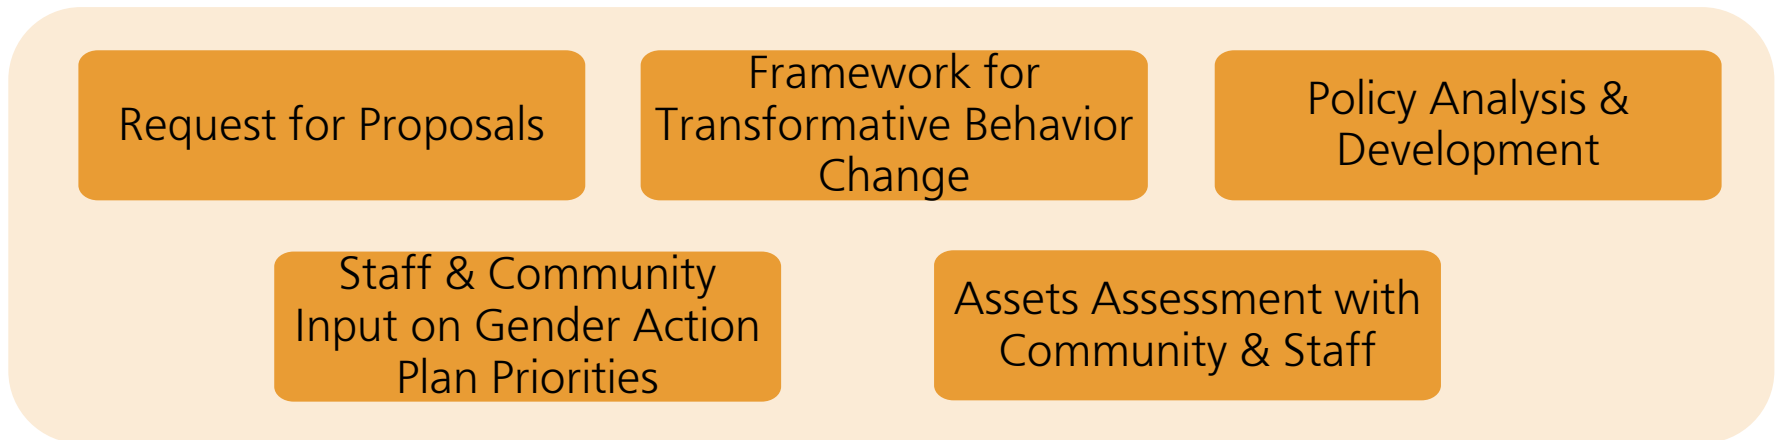 Request for Proposals
Framework for
Transformative Behavior
Change
Policy Analysis &
Development
Staff & Community
Input on Gender Action
Plan Priorities
Assets Assessment with
Community & Staff